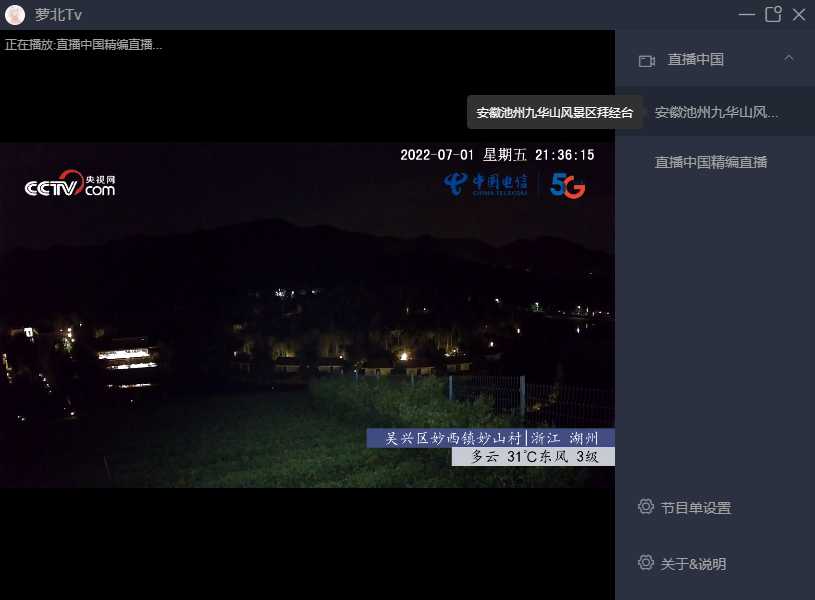 萝北Tv
正在播放:直播中国精编直播...
直播中国
安徽池州九华山风景区拜经台
安徽池州九华山风...
直播中国精编直播
2022-07-01 星期五 21:36:15
CCTV.com 央视网
中国电信
CHINA TELECOM
5G
吴兴区妙西镇妙山村|浙江 湖州
多云 31℃东风 3级
节目单设置
关于&说明